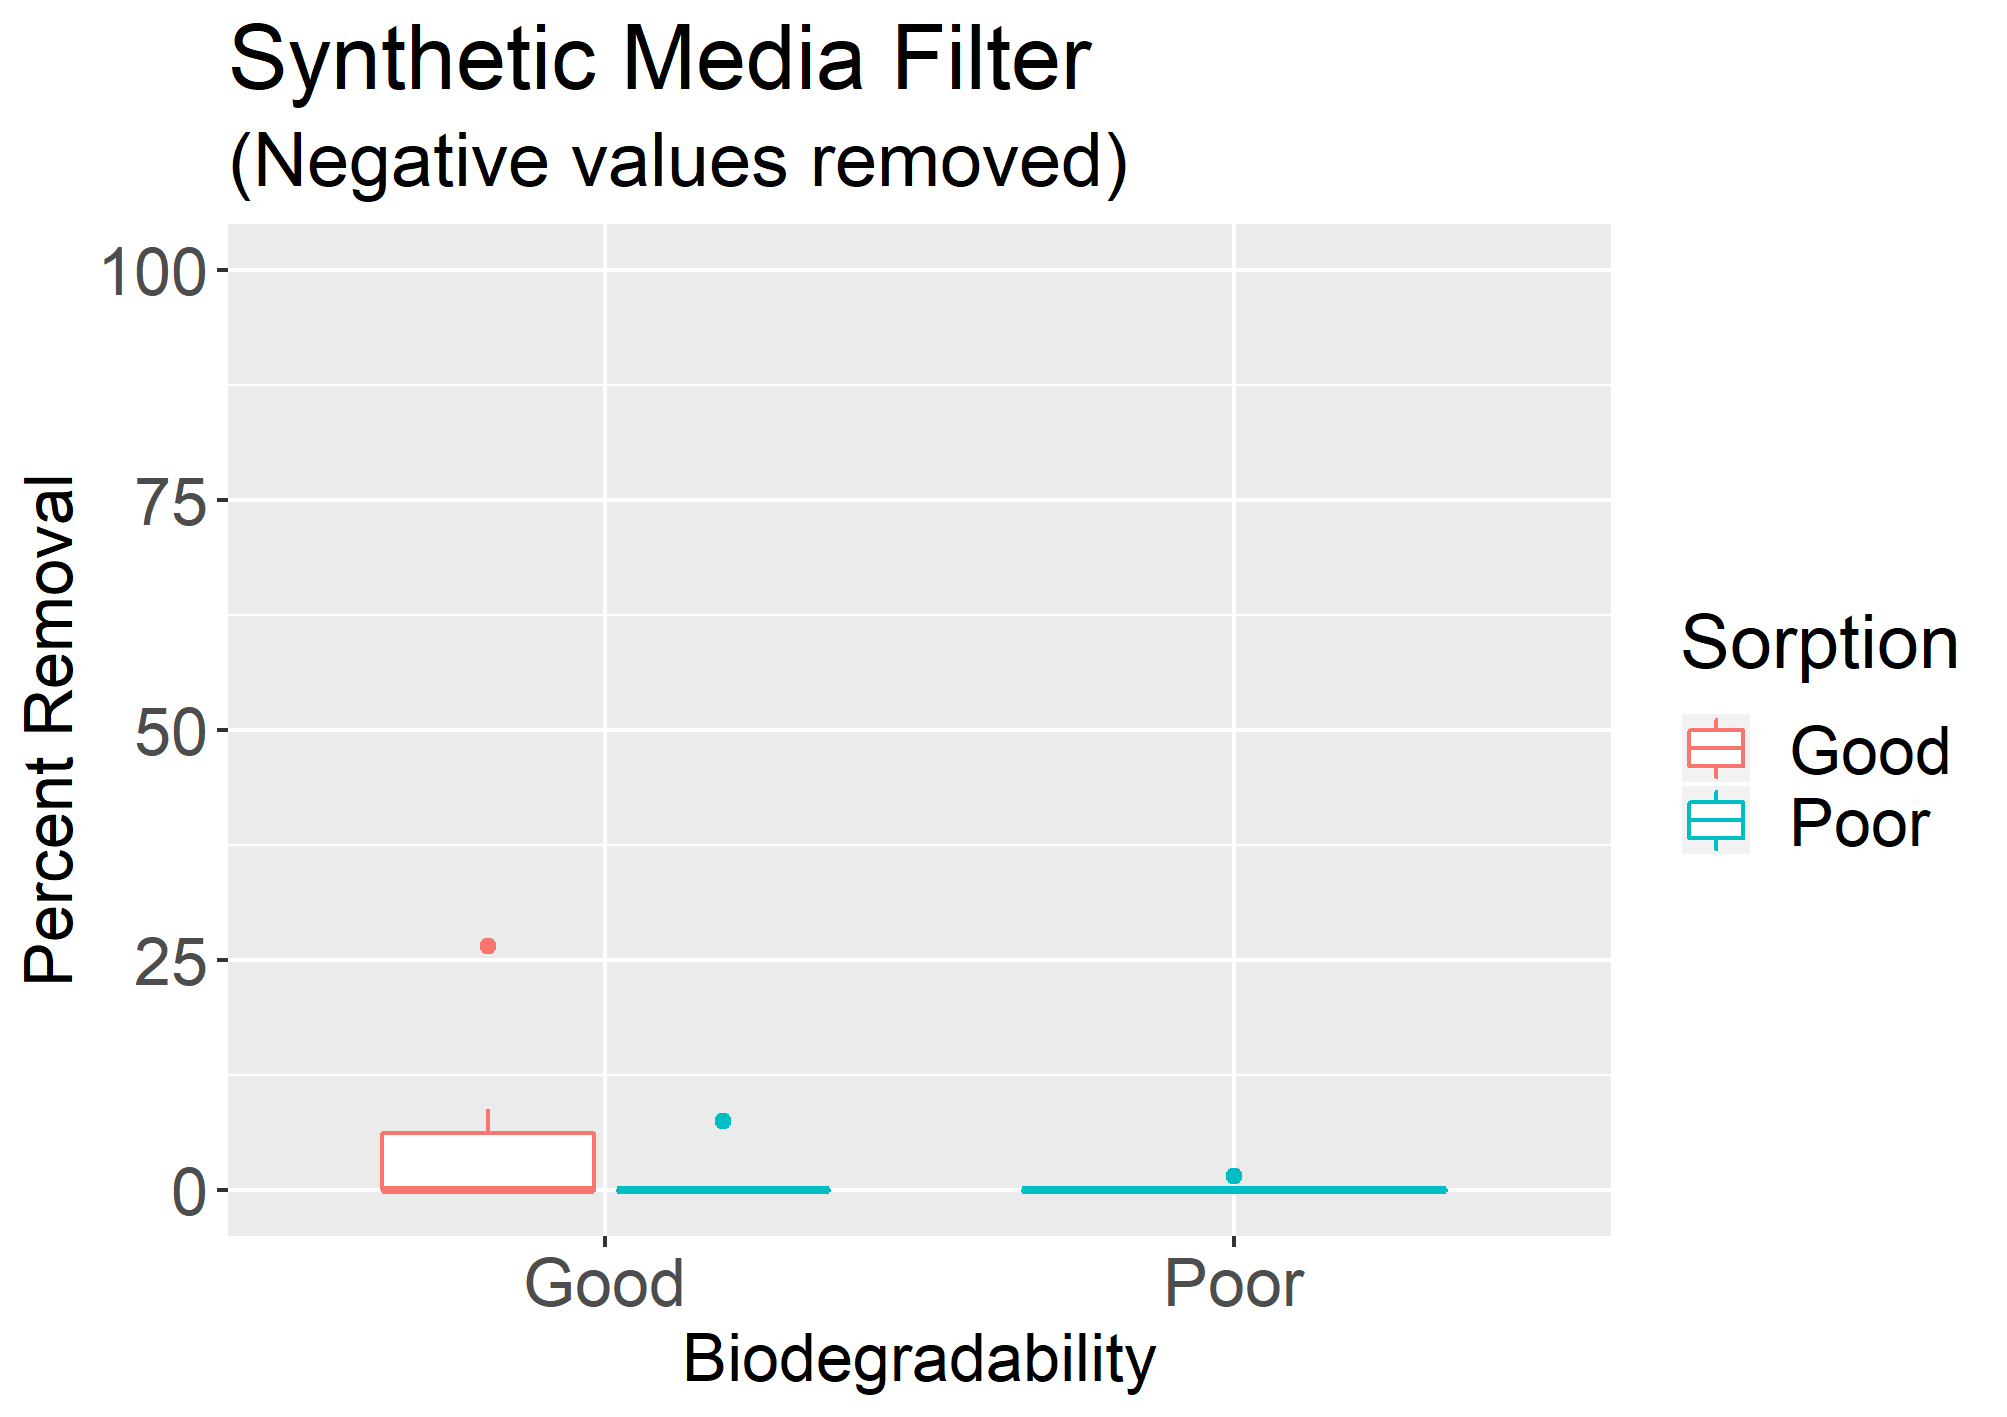 Synthetic Media Filter
(Negative values removed)
100
75
50
25
0
Percent Removal
Good
Poor
Biodegradability
Sorption
Good
Poor